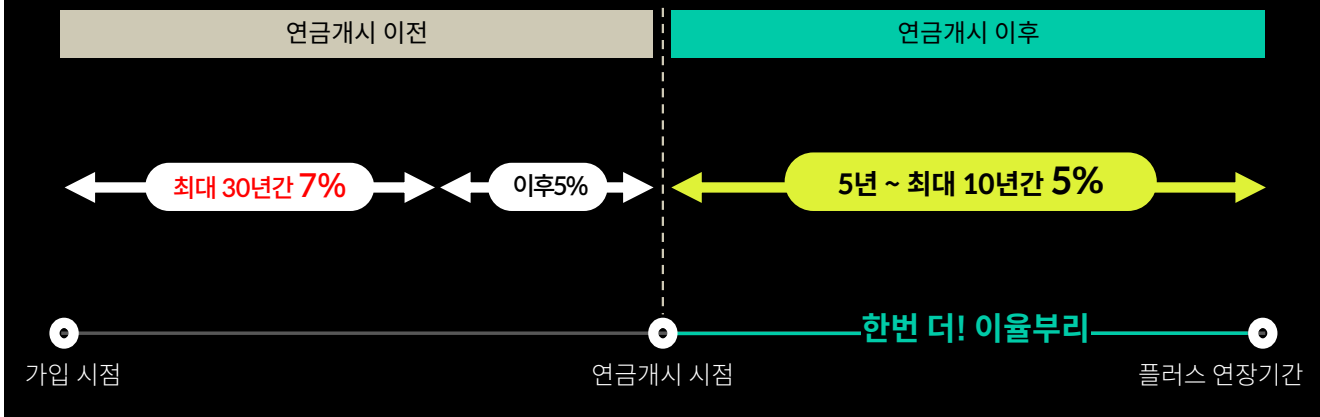 연금개시 이전
연금개시 이후
최대 30년간 7%
이후5%
5년 ~ 최대 10년간 5%
한번 더! 이율부리
가입 시점
연금개시 시점
플러스 연장기간